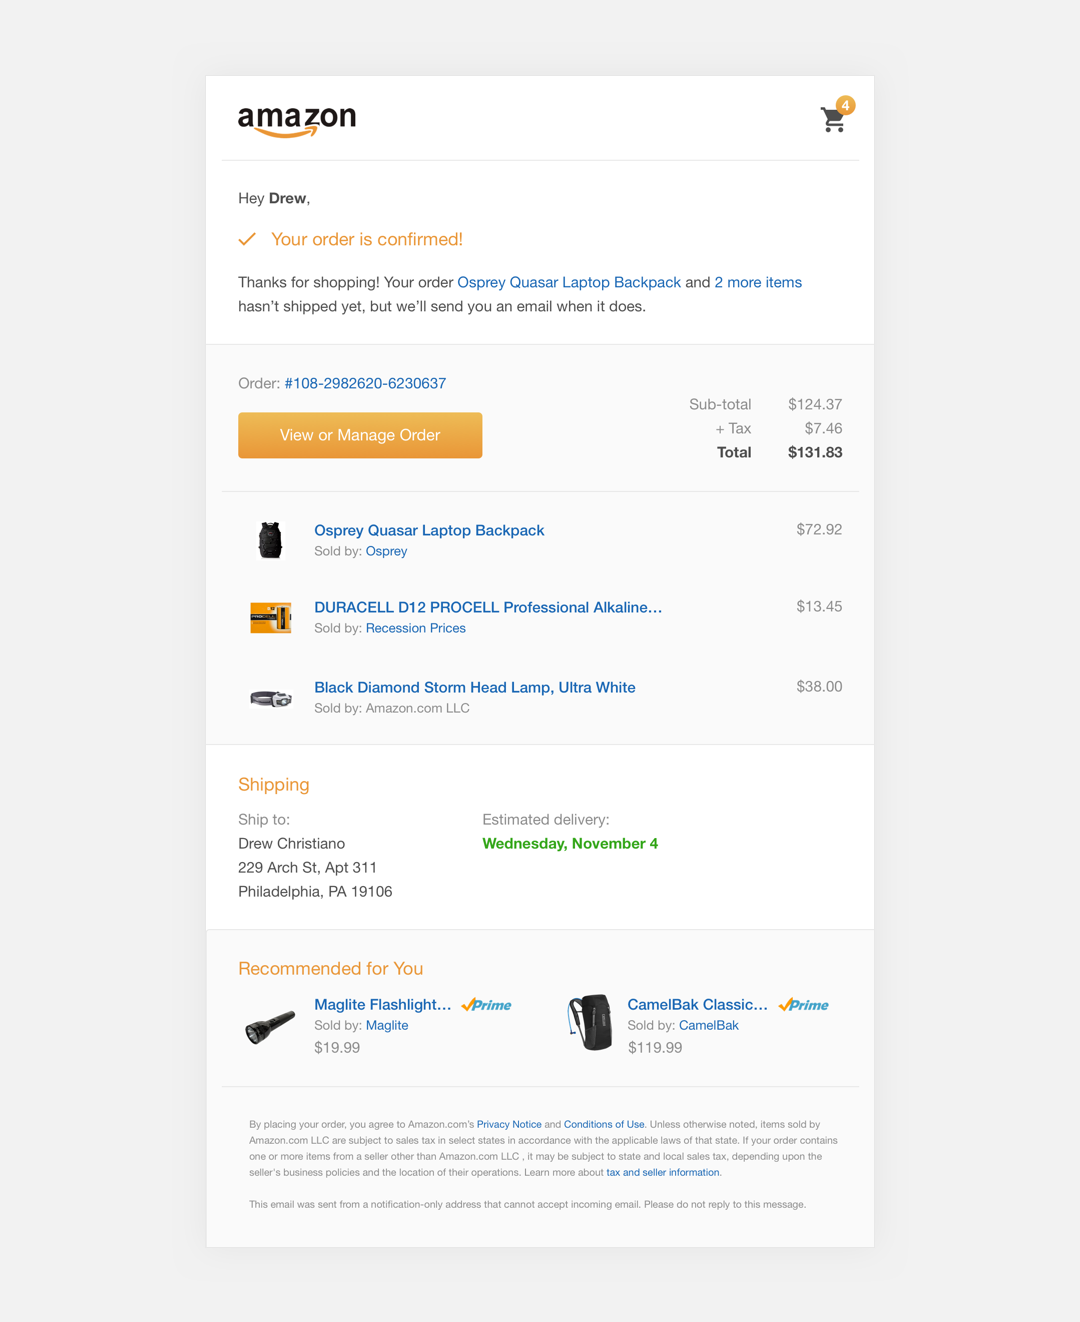 amazon
4
Hey Drew,
Your order is confirmed!
Thanks for shopping! Your order Osprey Quasar Laptop Backpack and 2 more items
hasn’t shipped yet, but we’ll send you an email when it does.
Order: #108-2982620-6230637
View or Manage Order
Sub-total $124.37
+ Tax $7.46
Total $131.83
Osprey Quasar Laptop Backpack $72.92
Sold by: Osprey
DURACELL D12 PROCELL Professional Alkaline… $13.45
Sold by: Recession Prices
Black Diamond Storm Head Lamp, Ultra White $38.00
Sold by: Amazon.com LLC
Shipping
Ship to:
Drew Christiano
229 Arch St, Apt 311
Philadelphia, PA 19106
Estimated delivery:
Wednesday, November 4
Recommended for You
Maglite Flashlight… Prime
Sold by: Maglite
$19.99
CamelBak Classic… Prime
Sold by: CamelBak
$119.99
By placing your order, you agree to Amazon.com’s Privacy Notice and Conditions of Use. Unless otherwise noted, items sold by
Amazon.com LLC are subject to sales tax in select states in accordance with the applicable laws of that state. If your order contains
one or more items from a seller other than Amazon.com LLC , it may be subject to state and local sales tax, depending upon the
seller's business policies and the location of their operations. Learn more about tax and seller information.
This email was sent from a notification-only address that cannot accept incoming email. Please do not reply to this message.